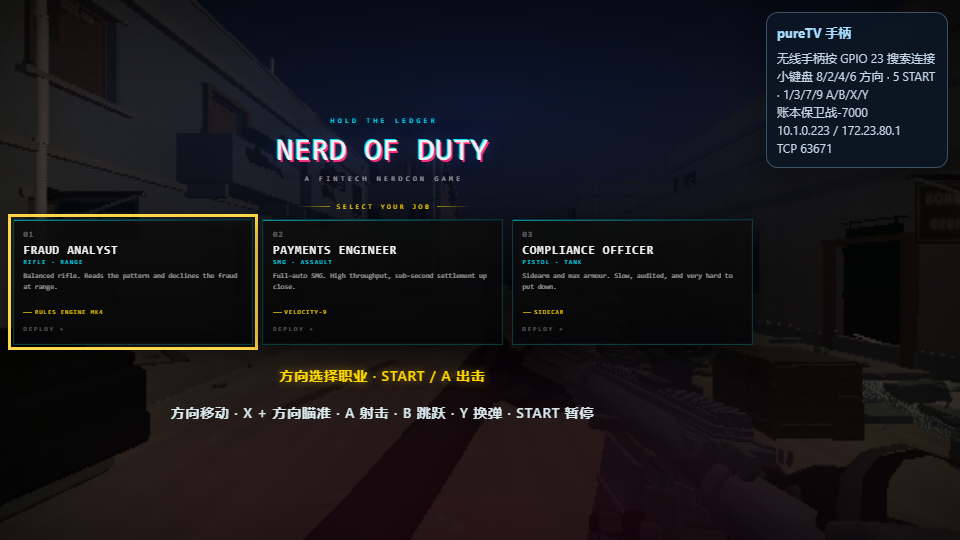 pureTV 手柄
无线手柄按 GPIO 23 搜索连接
小键盘 8/2/4/6 方向 · 5 START
· 1/3/7/9 A/B/X/Y
账本保卫战-7000
10.1.0.223 / 172.23.80.1
TCP 63671
HOLD THE LEDGER
NERD OF DUTY
A FINTECH NERDCON GAME
SELECT YOUR JOB
01
FRAUD ANALYST
RIFLE · RANGE
Balanced rifle. Reads the pattern and declines the fraud
at range.
RULES ENGINE MK4
DEPLOY ▸
02
PAYMENTS ENGINEER
SMG · ASSAULT
Full-auto SMG. High throughput, sub-second settlement up
close.
VELOCITY-9
DEPLOY ▸
03
COMPLIANCE OFFICER
PISTOL · TANK
Sidearm and max armour. Slow, audited, and very hard to
put down.
SIDECAR
DEPLOY ▸
方向选择职业 · START / A 出击
方向移动 · X + 方向瞄准 · A 射击 · B 跳跃 · Y 换弹 · START 暂停